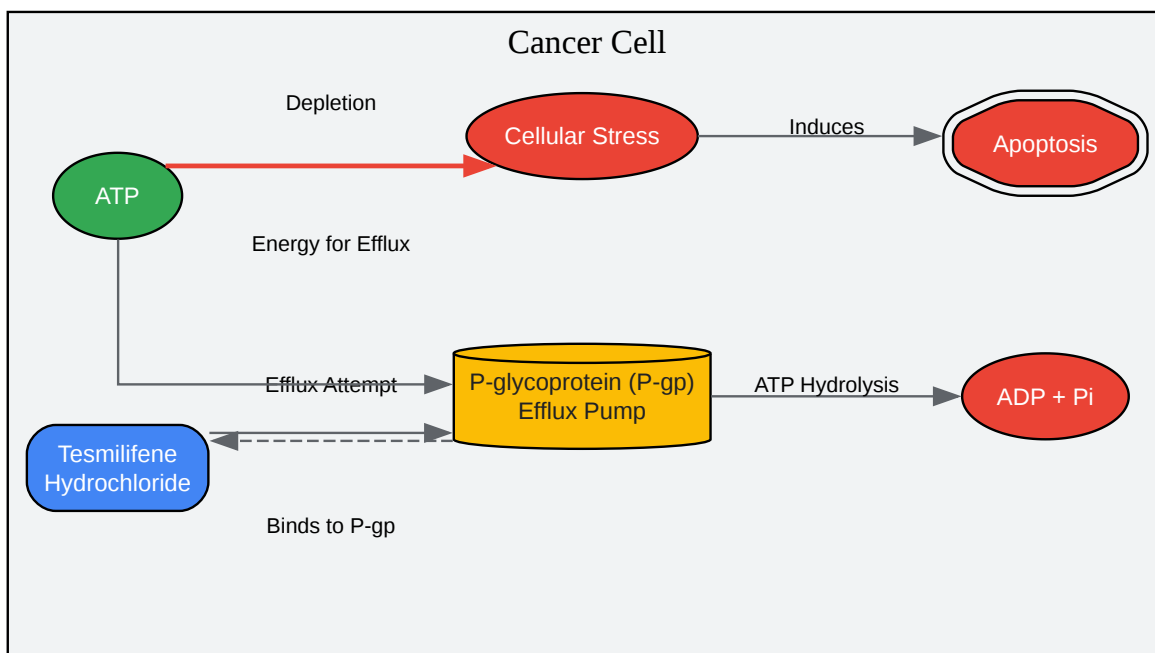 Cancer Cell
Depletion
Cellular Stress
Induces
Apoptosis
ATP
Energy for Efflux
Efflux Attempt
P-glycoprotein (P-gp)
Efflux Pump
ATP Hydrolysis
ADP + Pi
Tesmilifene
Hydrochloride
Binds to P-gp